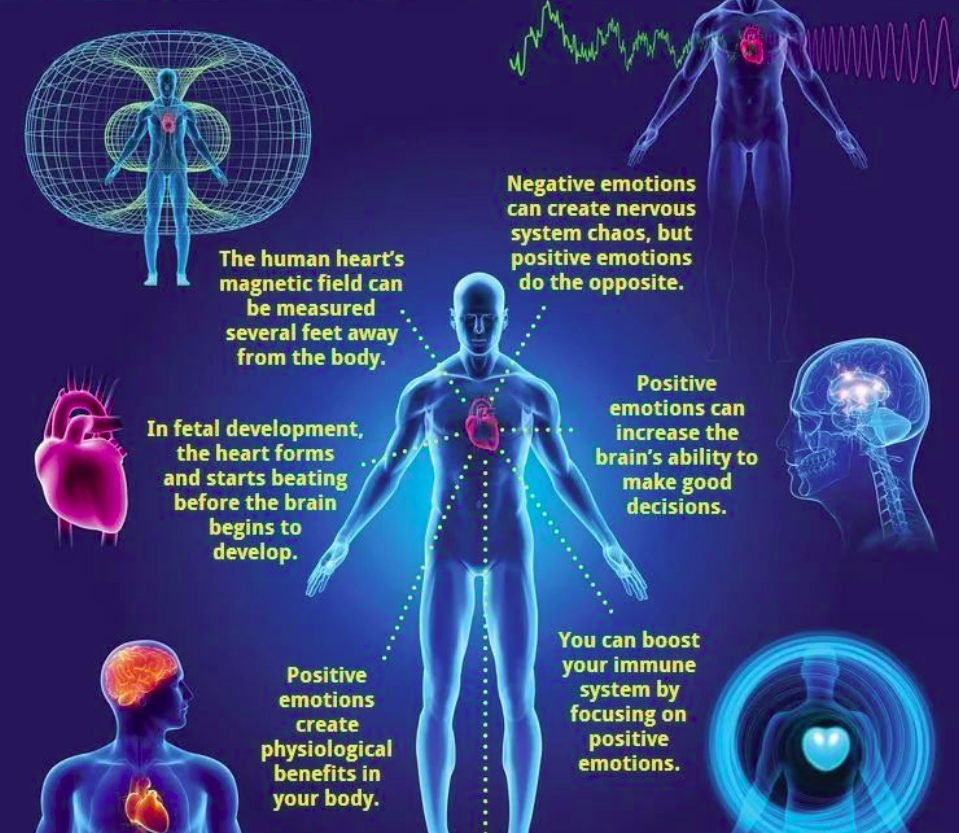 Negative emotions
can create nervous
system chaos, but
positive emotions
do the opposite.
The human heart's
magnetic field can
be measured
several feet away
from the body.
Positive
emotions can
increase the
brain's ability to
make good
decisions.
In fetal development,
the heart forms
and starts beating
before the brain
begins to
develop.
You can boost
your immune
system by
focusing on
positive
emotions.
Positive
emotions
create
physiological
benefits in
your body.